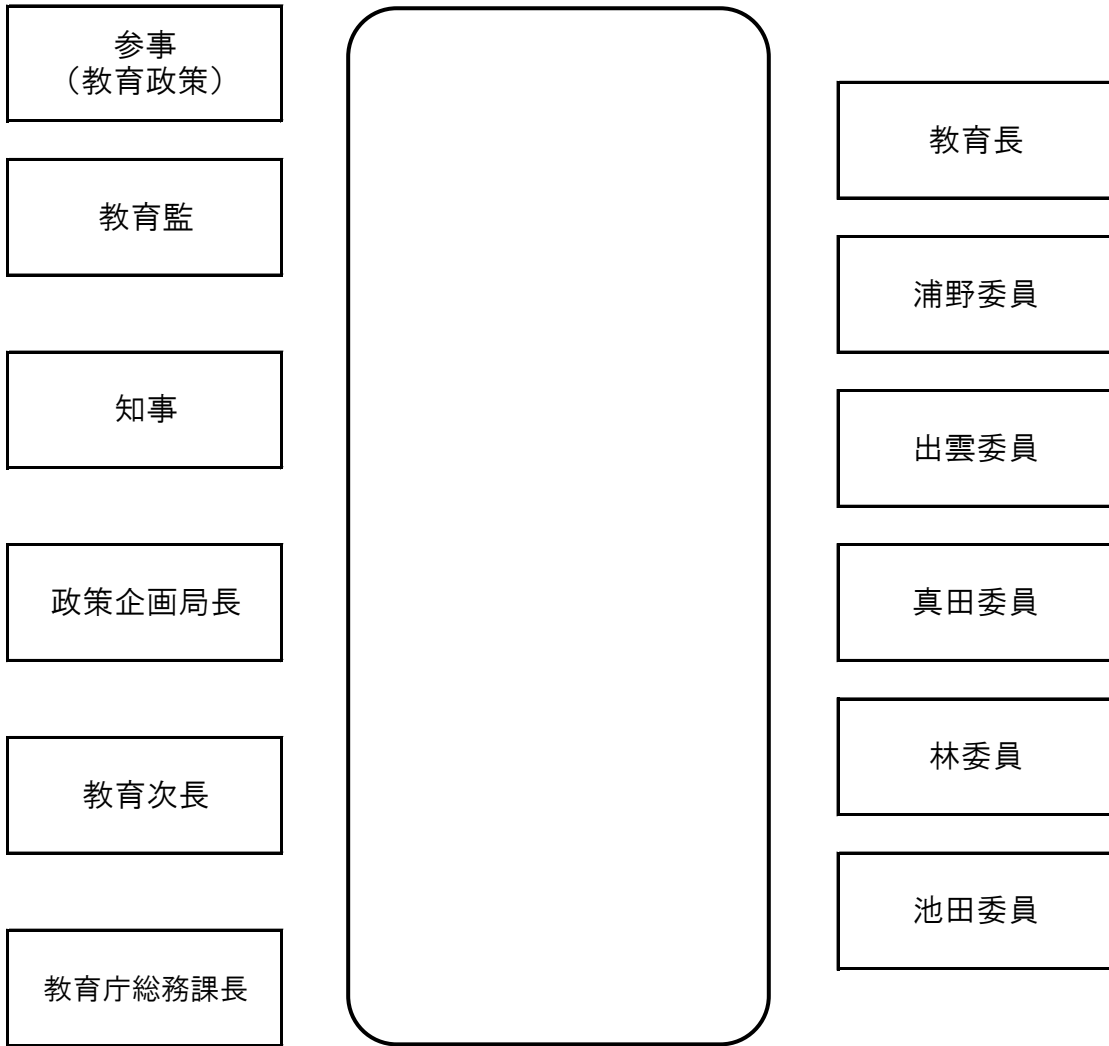 参事
（教育政策）
教育監
知事
政策企画局長
教育次長
教育庁総務課長
教育長
浦野委員
出雲委員
真田委員
林委員
池田委員